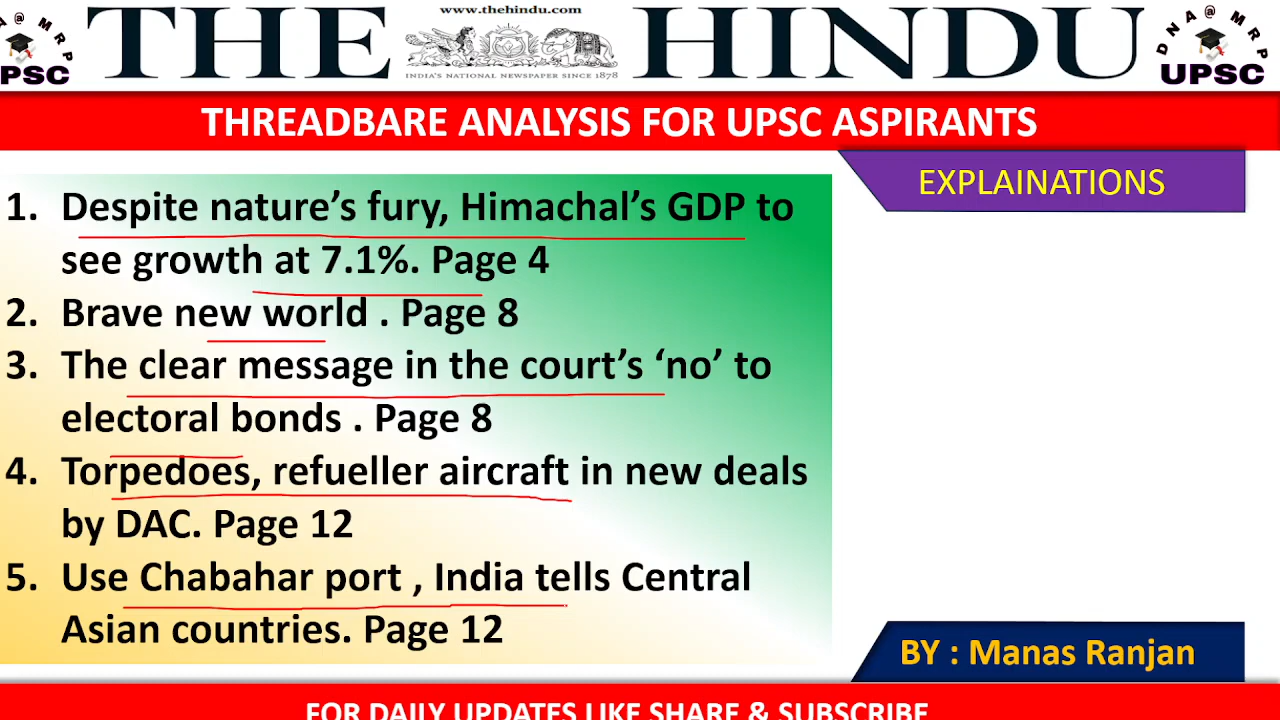 www.thehindu.com
THE HINDU
INDIA'S NATIONAL NEWSPAPER SINCE 1878
PSC
DNA@MRP
UPSC
THREADBARE ANALYSIS FOR UPSC ASPIRANTS
EXPLAINATIONS
1. Despite nature’s fury, Himachal’s GDP to
see growth at 7.1%. Page 4
2. Brave new world . Page 8
3. The clear message in the court’s ‘no’ to
electoral bonds . Page 8
4. Torpedoes, refueller aircraft in new deals
by DAC. Page 12
5. Use Chabahar port , India tells Central
Asian countries. Page 12
BY : Manas Ranjan
FOR DAILY UPDATES LIKE SHARE & SUBSCRIBE